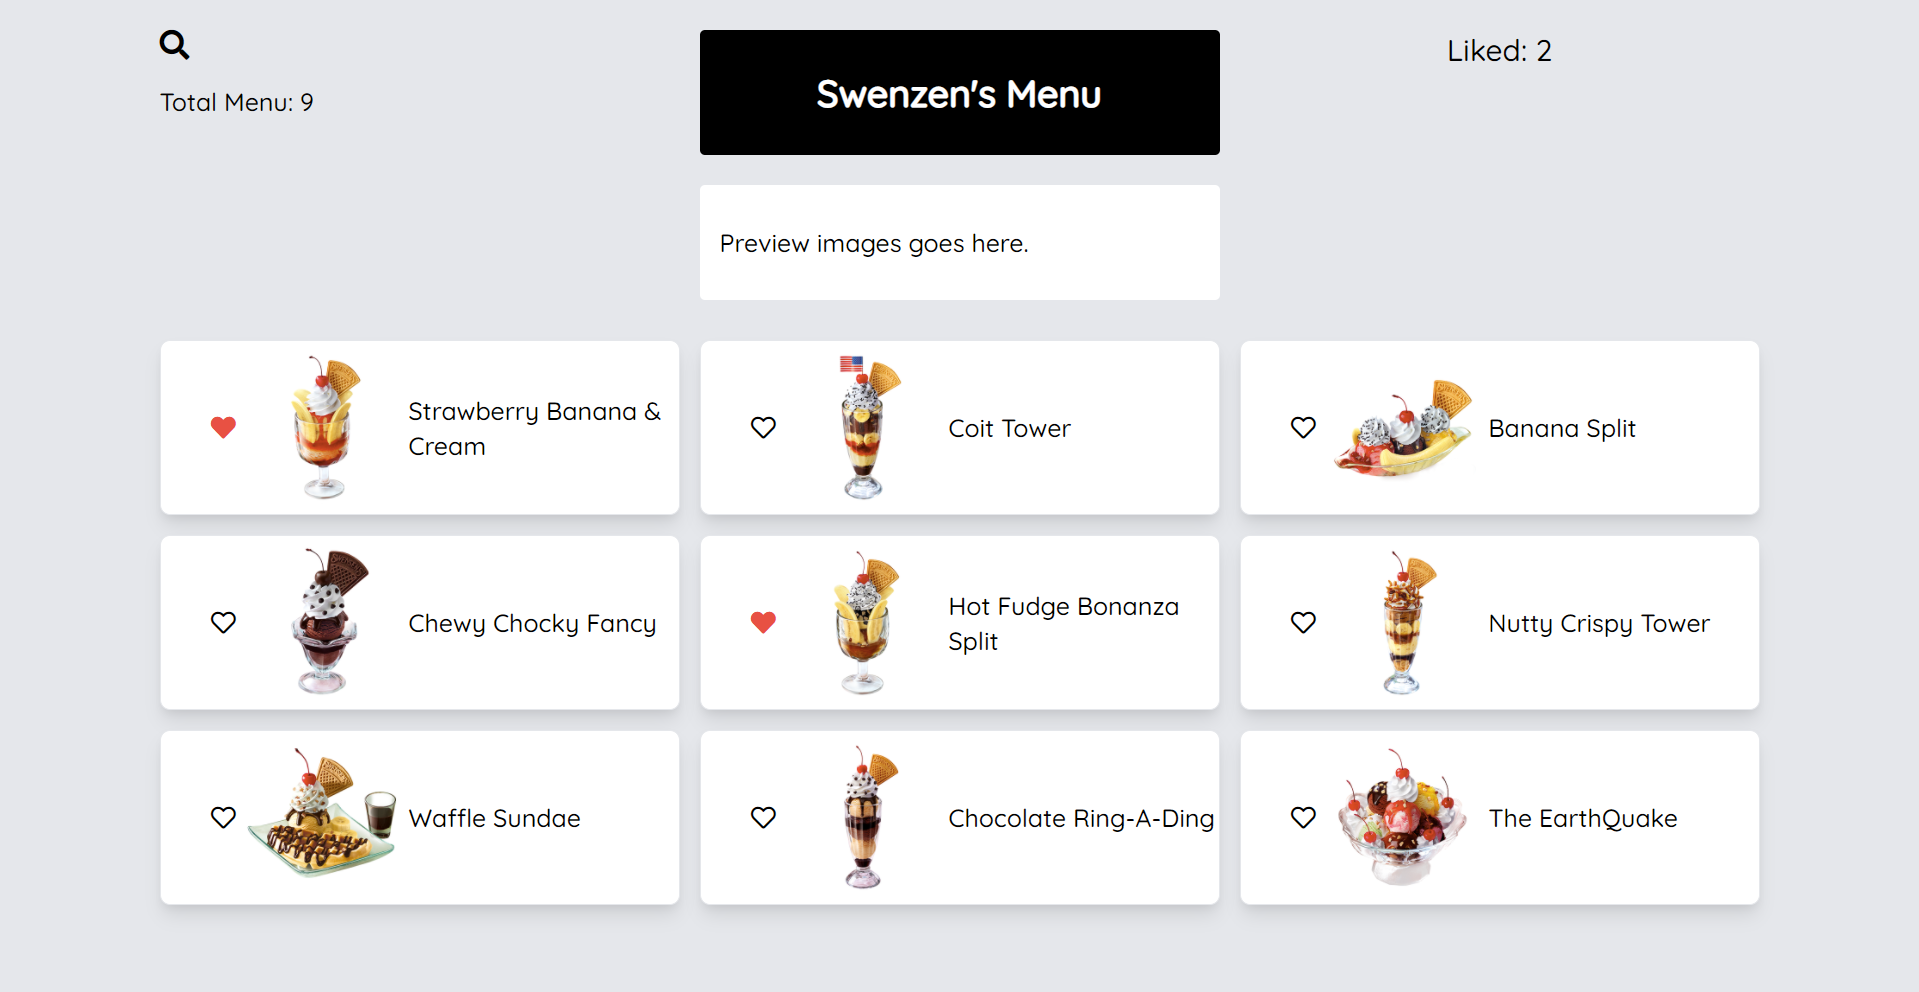 Total Menu: 9
Swenzen's Menu
Liked: 2
Preview images goes here.
Strawberry Banana &
Cream
Coit Tower
Banana Split
Chewy Chocky Fancy
Hot Fudge Bonanza
Split
Nutty Crispy Tower
Waffle Sundae
Chocolate Ring-A-Ding
The EarthQuake